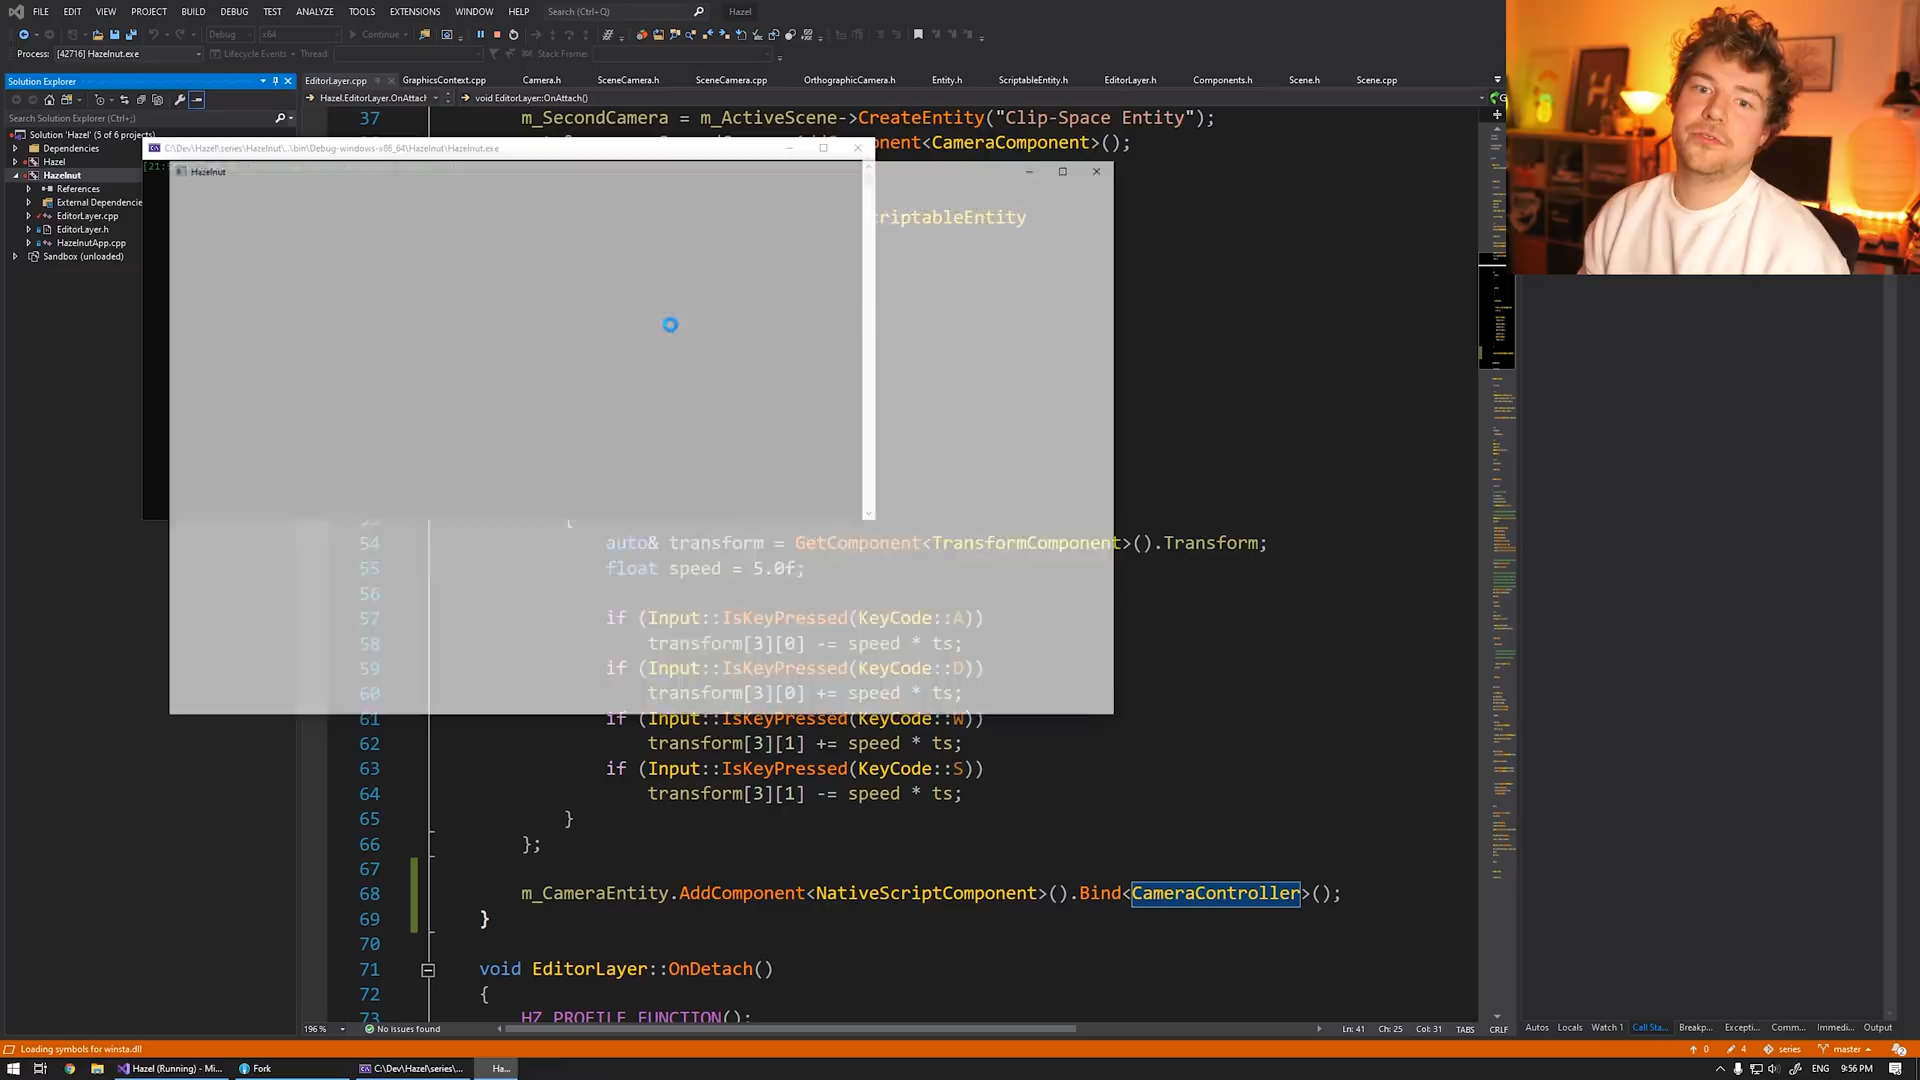 FILE EDIT VIEW PROJECT BUILD DEBUG TEST ANALYZE TOOLS EXTENSIONS WINDOW HELP Search (Ctrl+Q) Hazel
Debug x64 Continue
Process: [42716] Hazelnut.exe Lifecycle Events Thread: Stack Frame:
Solution Explorer
Search Solution Explorer (Ctrl+;)
Solution 'Hazel' (5 of 6 projects)
Dependencies
Hazel
Hazelnut
References
External Dependencie
EditorLayer.cpp
EditorLayer.h
HazelnutApp.cpp
Sandbox (unloaded)
EditorLayer.cpp GraphicsContext.cpp Camera.h SceneCamera.h SceneCamera.cpp OrthographicCamera.h Entity.h ScriptableEntity.h EditorLayer.h Components.h Scene.h Scene.cpp
Hazel.EditorLayer.OnAttach void EditorLayer::OnAttach()
37 m_SecondCamera = m_ActiveScene->CreateEntity("Clip-Space Entity");
onent<CameraComponent>();
C:\Dev\Hazel\series\Hazelnut\...\bin\Debug-windows-x86_64\Hazelnut\Hazelnut.exe
[21:
Hazelnut
criptableEntity
{
54 auto& transform = GetComponent<TransformComponent>().Transform;
55 float speed = 5.0f;
56
57 if (Input::IsKeyPressed(KeyCode::A))
58 transform[3][0] -= speed * ts;
59 if (Input::IsKeyPressed(KeyCode::D))
60 transform[3][0] += speed * ts;
61 if (Input::IsKeyPressed(KeyCode::W))
62 transform[3][1] += speed * ts;
63 if (Input::IsKeyPressed(KeyCode::S))
64 transform[3][1] -= speed * ts;
65 }
66 };
67
68 m_CameraEntity.AddComponent<NativeScriptComponent>().Bind<CameraController>();
69 }
70
71 void EditorLayer::OnDetach()
72 {
73 HZ_PROFILE_FUNCTION();
196 % No issues found Ln: 41 Ch: 25 Col: 31 TABS CRLF
Autos Locals Watch 1 Call Sta... Breakp... Excepti... Comm... Immedi... Output
Loading symbols for winsta.dll 0 4 series master 2
Hazel (Running) - Mi... Fork C:\Dev\Hazel\series\... Ha... ENG 9:56 PM